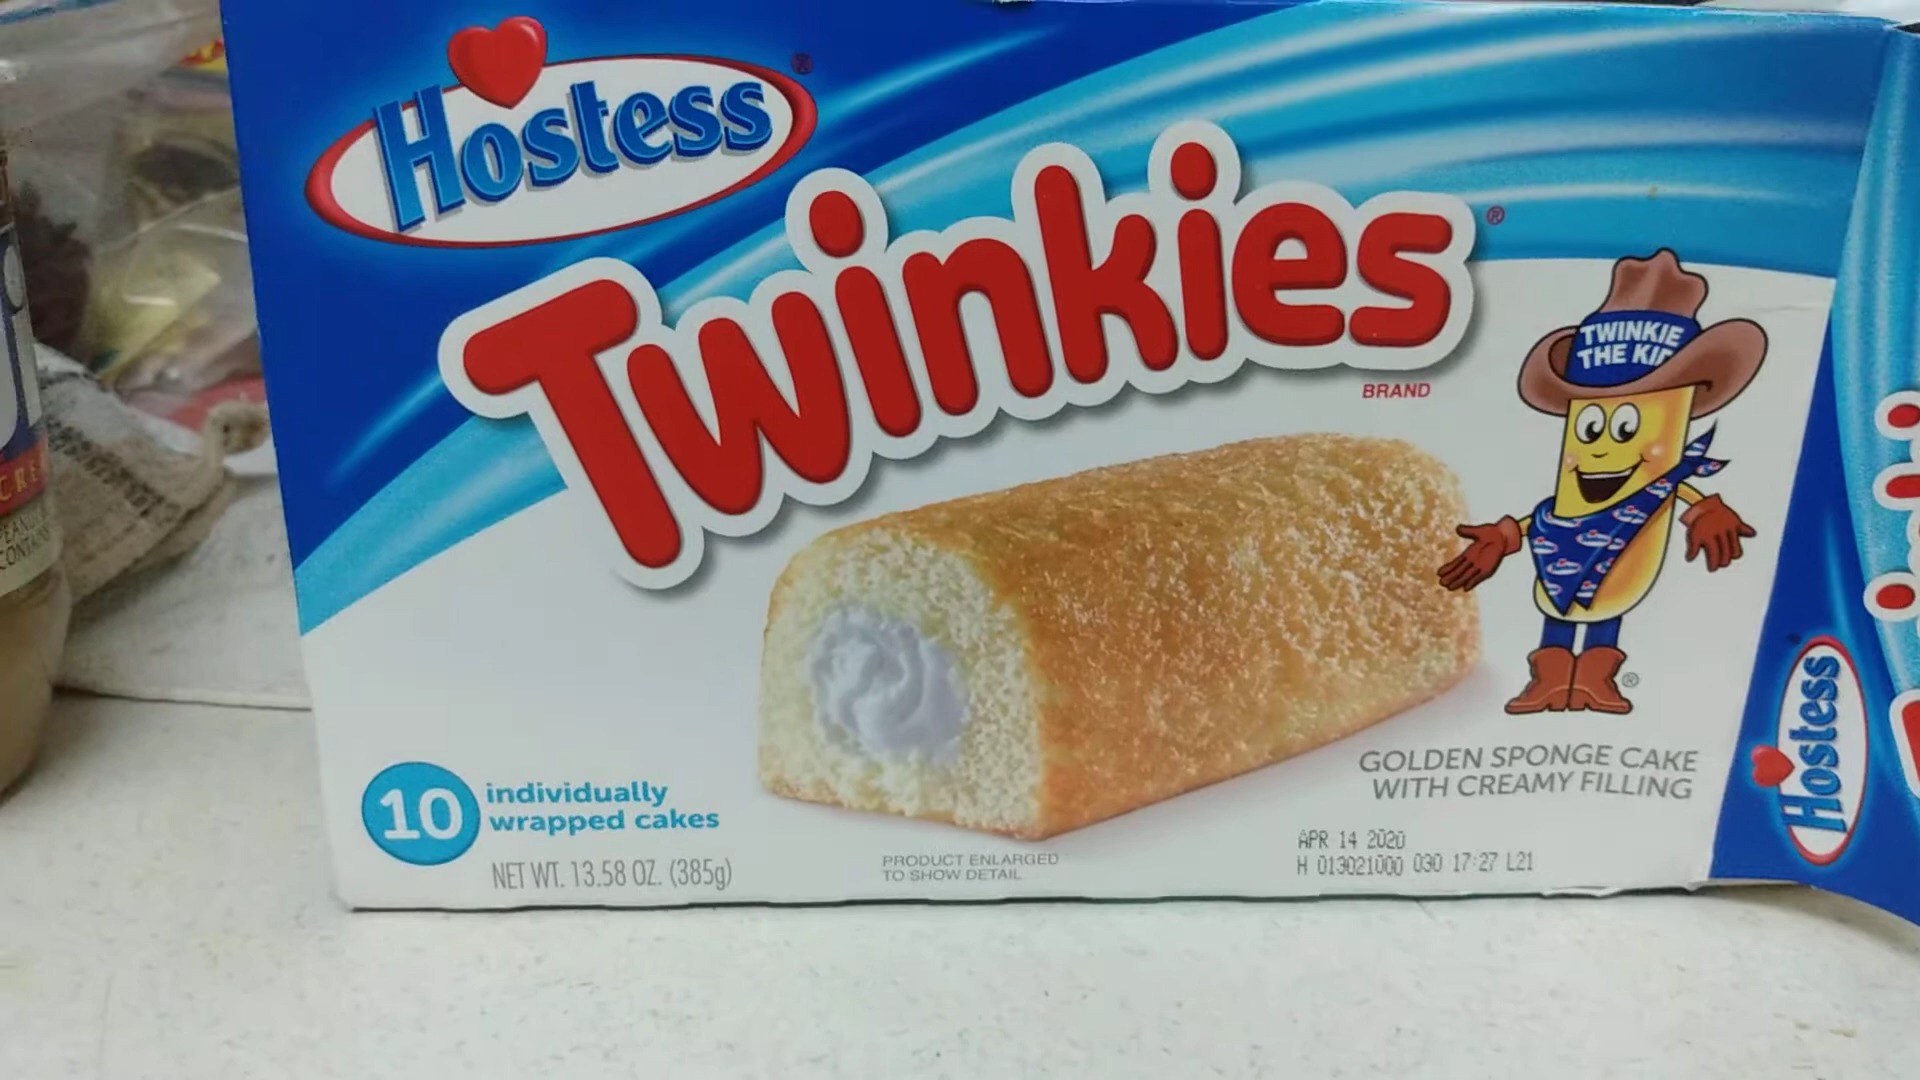 Hostess®
Twinkies®
BRAND
TWINKIE
THE KID
GOLDEN SPONGE CAKE
WITH CREAMY FILLING
10 individually
wrapped cakes
NET WT. 13.58 OZ. (385g)
PRODUCT ENLARGED
TO SHOW DETAIL
APR 14 2020
H 013021000 030 17:27 L21
Hostess